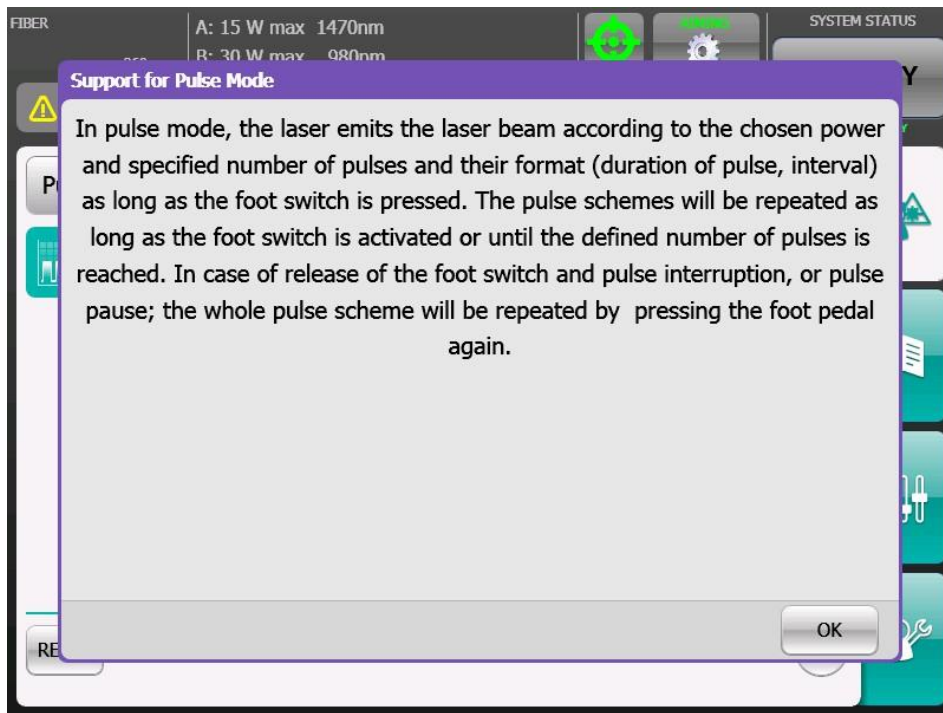 FIBER
A: 15 W max 1470nm
SYSTEM STATUS
B: 30 W max 980nm
Support for Pulse Mode
In pulse mode, the laser emits the laser beam according to the chosen power
and specified number of pulses and their format (duration of pulse, interval)
as long as the foot switch is pressed. The pulse schemes will be repeated as
long as the foot switch is activated or until the defined number of pulses is
reached. In case of release of the foot switch and pulse interruption, or pulse
pause; the whole pulse scheme will be repeated by pressing the foot pedal
again.
OK